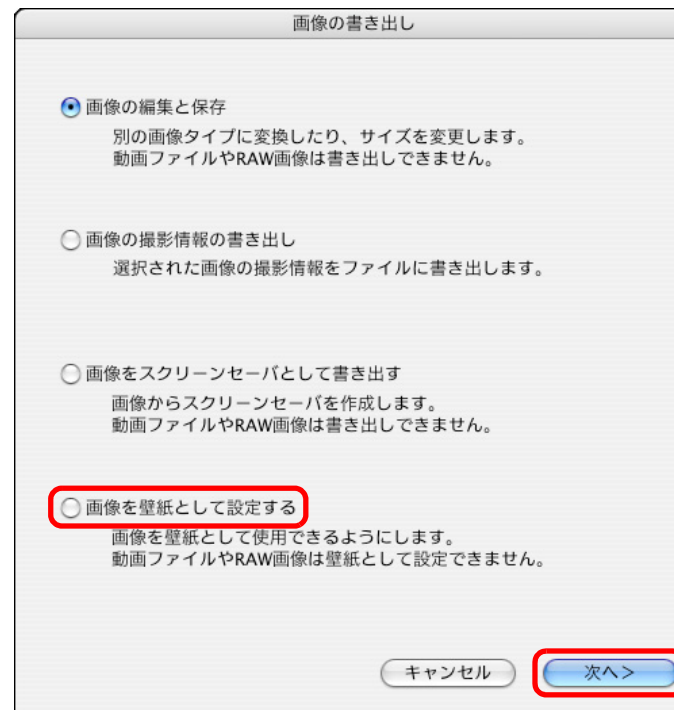 画像の書き出し
画像の編集と保存
別の画像タイプに変換したり、サイズを変更します。
動画ファイルやRAW画像は書き出しできません。
画像の撮影情報の書き出し
選択された画像の撮影情報をファイルに書き出します。
画像をスクリーンセーバとして書き出す
画像からスクリーンセーバを作成します。
動画ファイルやRAW画像は書き出しできません。
画像を壁紙として設定する
画像を壁紙として使用できるようにします。
動画ファイルやRAW画像は壁紙として設定できません。
キャンセル 次へ>